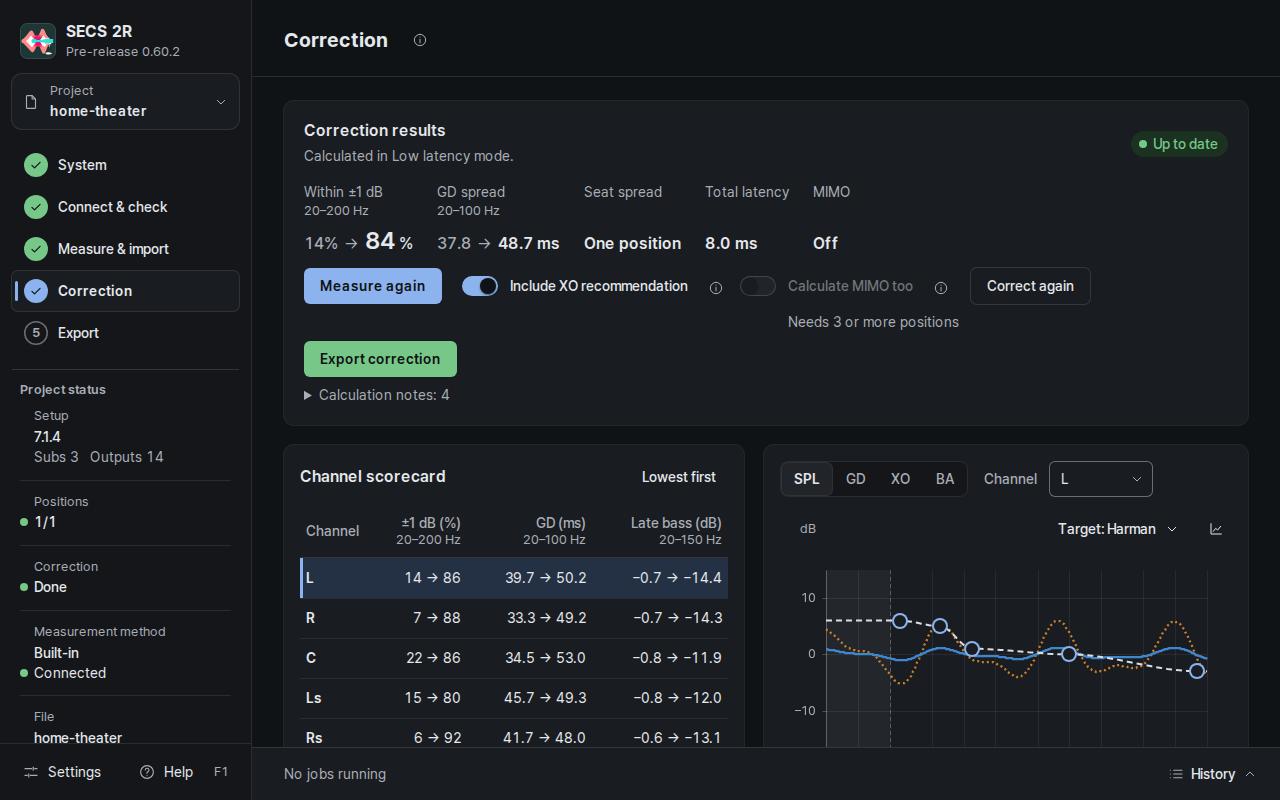 SECS 2R
Pre-release 0.60.2
Project
home-theater
System
Connect & check
Measure & import
Correction
5 Export
Project status
Setup
7.1.4
Subs 3 Outputs 14
Positions
1/1
Correction
Done
Measurement method
Built-in
Connected
File
home-theater
Settings
Help F1
Correction
Correction results
Calculated in Low latency mode.
Up to date
Within ±1 dB GD spread Seat spread Total latency MIMO
20–200 Hz 20–100 Hz
14% → 84 % 37.8 → 48.7 ms One position 8.0 ms Off
Measure again Include XO recommendation Calculate MIMO too Correct again
Needs 3 or more positions
Export correction
Calculation notes: 4
Channel scorecard Lowest first
Channel ±1 dB (%) GD (ms) Late bass (dB)
20–200 Hz 20–100 Hz 20–150 Hz
L 14 → 86 39.7 → 50.2 −0.7 → −14.4
R 7 → 88 33.3 → 49.2 −0.7 → −14.3
C 22 → 86 34.5 → 53.0 −0.8 → −11.9
Ls 15 → 80 45.7 → 49.3 −0.8 → −12.0
Rs 6 → 92 41.7 → 48.0 −0.6 → −13.1
SPL GD XO BA Channel L
dB Target: Harman
10
0
−10
No jobs running
History